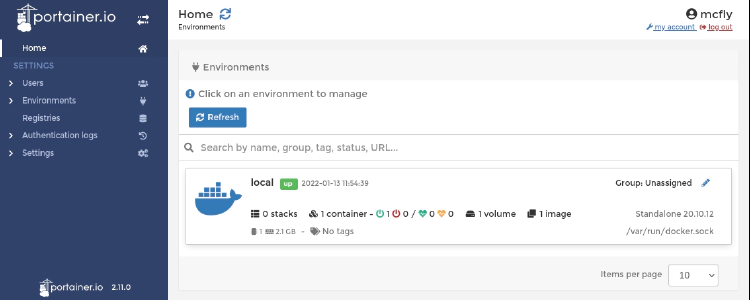 portainer.io
Home
SETTINGS
Users
Environments
Registries
Authentication logs
Settings
portainer.io 2.11.0
Home
Environments
mcfly
my account log out
Environments
Click on an environment to manage
Refresh
Search by name, group, tag, status, URL...
local up 2022-01-13 11:54:39 Group: Unassigned
0 stacks 1 container - 1 0 / 0 0 1 volume 1 image Standalone 20.10.12
1 2.1 GB - No tags /var/run/docker.sock
Items per page 10